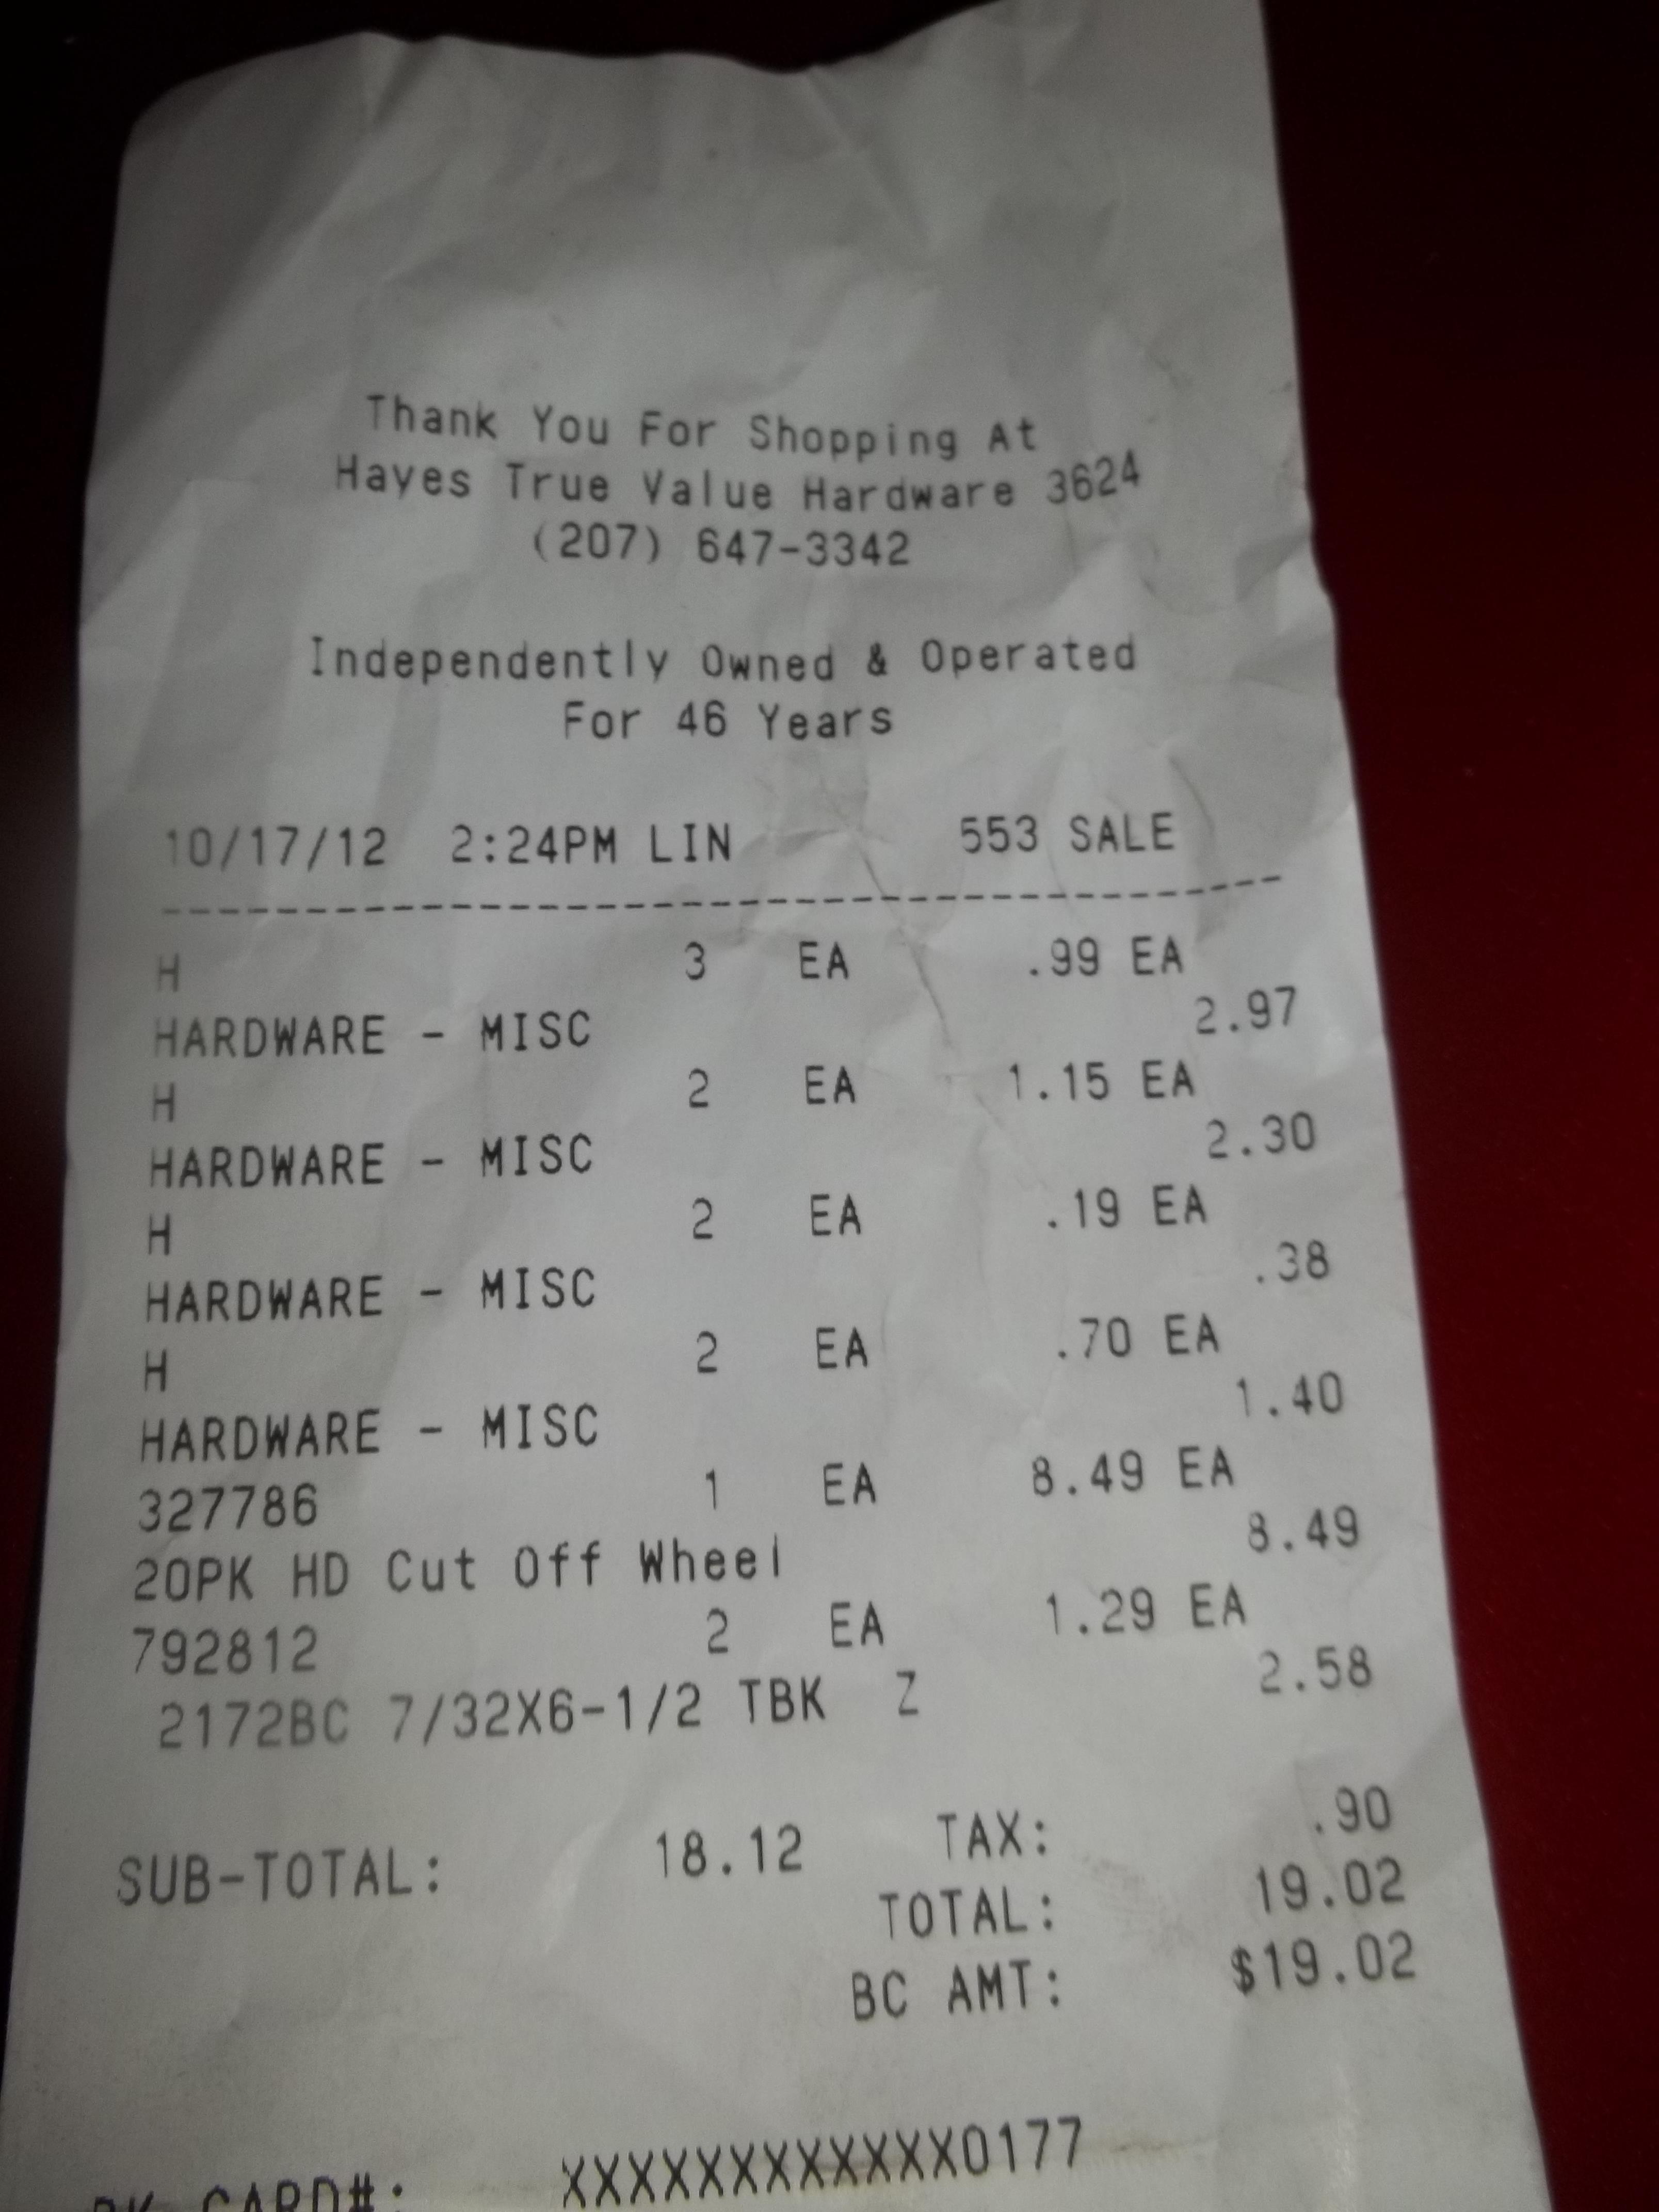 Thank You For Shopping At
Hayes True Value Hardware 3624
(207) 647-3342
Independently Owned & Operated
For 46 Years
10/17/12 2:24PM LIN 553 SALE
--------------------------------------
H 3 EA .99 EA
HARDWARE - MISC 2.97
H 2 EA 1.15 EA
HARDWARE - MISC 2.30
H 2 EA .19 EA
HARDWARE - MISC .38
H 2 EA .70 EA
HARDWARE - MISC 1.40
327786 1 EA 8.49 EA
20PK HD Cut Off Wheel 8.49
792812 2 EA 1.29 EA
2172BC 7/32X6-1/2 TBK Z 2.58
SUB-TOTAL: 18.12 TAX: .90
TOTAL: 19.02
BC AMT: $19.02
BK CARD#: XXXXXXXXXXXX0177